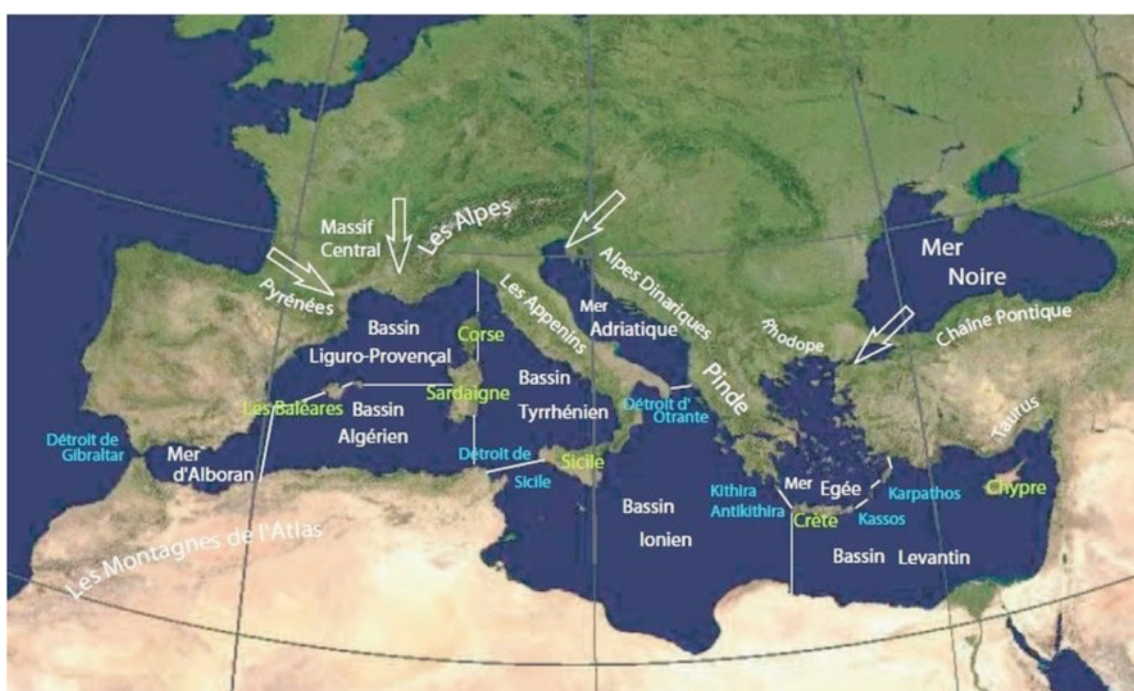 Massif
Central
Les Alpes
Pyrénées
Les Appenins
Alpes Dinariques
Mer
Adriatique
Mer
Noire
Chaîne Pontique
Rhodope
Pinde
Taurus
Bassin
Liguro-Provençal
Corse
Sardaigne
Bassin
Tyrrhénien
Les Baléares
Bassin
Algérien
Détroit d'
Otrante
Détroit de
Gibraltar
Mer
d'Alboran
Détroit de
Sicile
Sicile
Bassin
Ionien
Kithira
Antikithira
Mer Egée
Crète
Kassos
Karpathos
Chypre
Bassin Levantin
Les Montagnes de l'Atlas